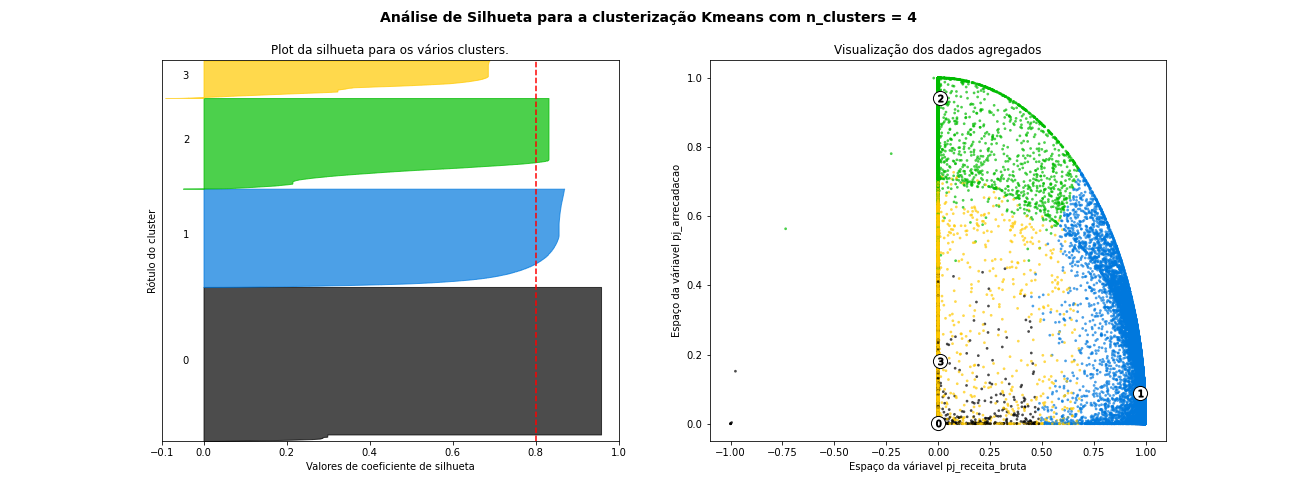 Análise de Silhueta para a clusterização Kmeans com n_clusters = 4
Plot da silhueta para os vários clusters.
Rótulo do cluster
3
2
1
0
−0.1 0.0 0.2 0.4 0.6 0.8 1.0
Valores de coeficiente de silhueta
Visualização dos dados agregados
Espaço da váriavel pj_arrecadacao
1.0
0.8
0.6
0.4
0.2
0.0
2
3
1
0
−1.00 −0.75 −0.50 −0.25 0.00 0.25 0.50 0.75 1.00
Espaço da váriavel pj_receita_bruta